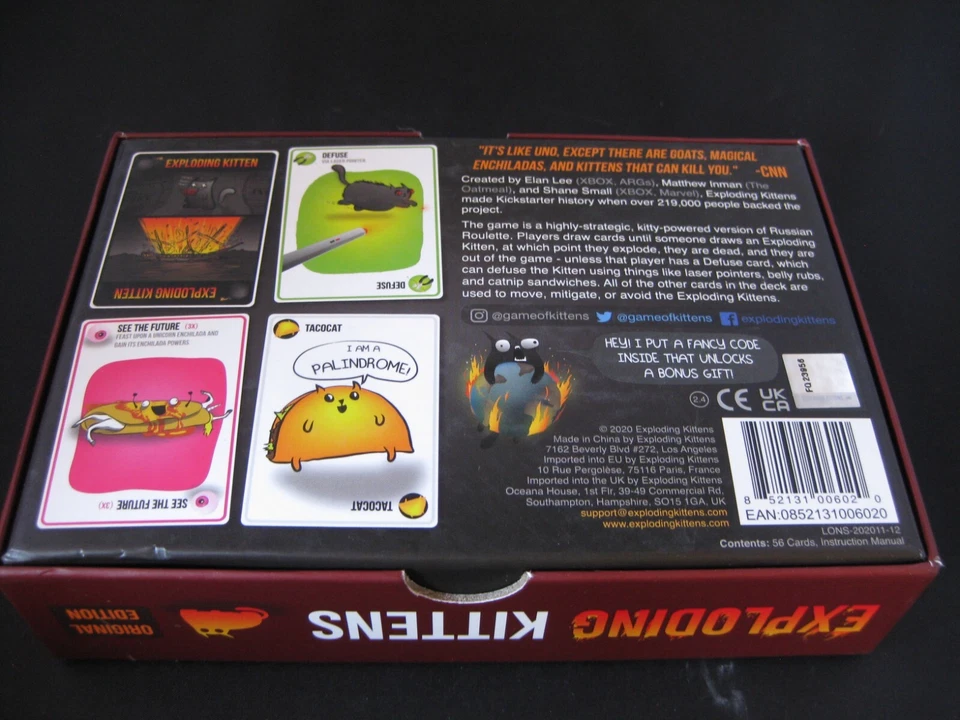 EXPLODING KITTEN
EXPLODING KITTEN
DEFUSE
VIA LASER POINTER
DEFUSE
SEE THE FUTURE (3X)
FEAST UPON A UNICORN ENCHILADA AND
GAIN ITS ENCHILADA POWERS
SEE THE FUTURE (3X)
TACOCAT
I AM A
PALINDROME!
TACOCAT
"IT'S LIKE UNO, EXCEPT THERE ARE GOATS, MAGICAL
ENCHILADAS, AND KITTENS THAT CAN KILL YOU." -CNN
Created by Elan Lee (XBOX, ARGs), Matthew Inman (The
Oatmeal), and Shane Small (XBOX, Marvel), Exploding Kittens
made Kickstarter history when over 219,000 people backed the
project.
The game is a highly-strategic, kitty-powered version of Russian
Roulette. Players draw cards until someone draws an Exploding
Kitten, at which point they explode, they are dead, and they are
out of the game - unless that player has a Defuse card, which
can defuse the Kitten using things like laser pointers, belly rubs,
and catnip sandwiches. All of the other cards in the deck are
used to move, mitigate, or avoid the Exploding Kittens.
@gameofkittens @gameofkittens explodingkittens
HEY! I PUT A FANCY CODE
INSIDE THAT UNLOCKS
A BONUS GIFT!
FQ23956
2.4 CE UK
CA
© 2020 Exploding Kittens
Made in China by Exploding Kittens
7162 Beverly Blvd #272, Los Angeles
Imported into EU by Exploding Kittens
10 Rue Pergolèse, 75116 Paris, France
Imported into the UK by Exploding Kittens
Oceana House, 1st Flr, 39-49 Commercial Rd,
Southampton, Hampshire, SO15 1GA, UK
support@explodingkittens.com
www.explodingkittens.com
8 52131 00602 0
EAN:0852131006020
LONS-202011-12
Contents: 56 Cards, Instruction Manual
EXPLODING KITTENS
ORIGINAL
EDITION